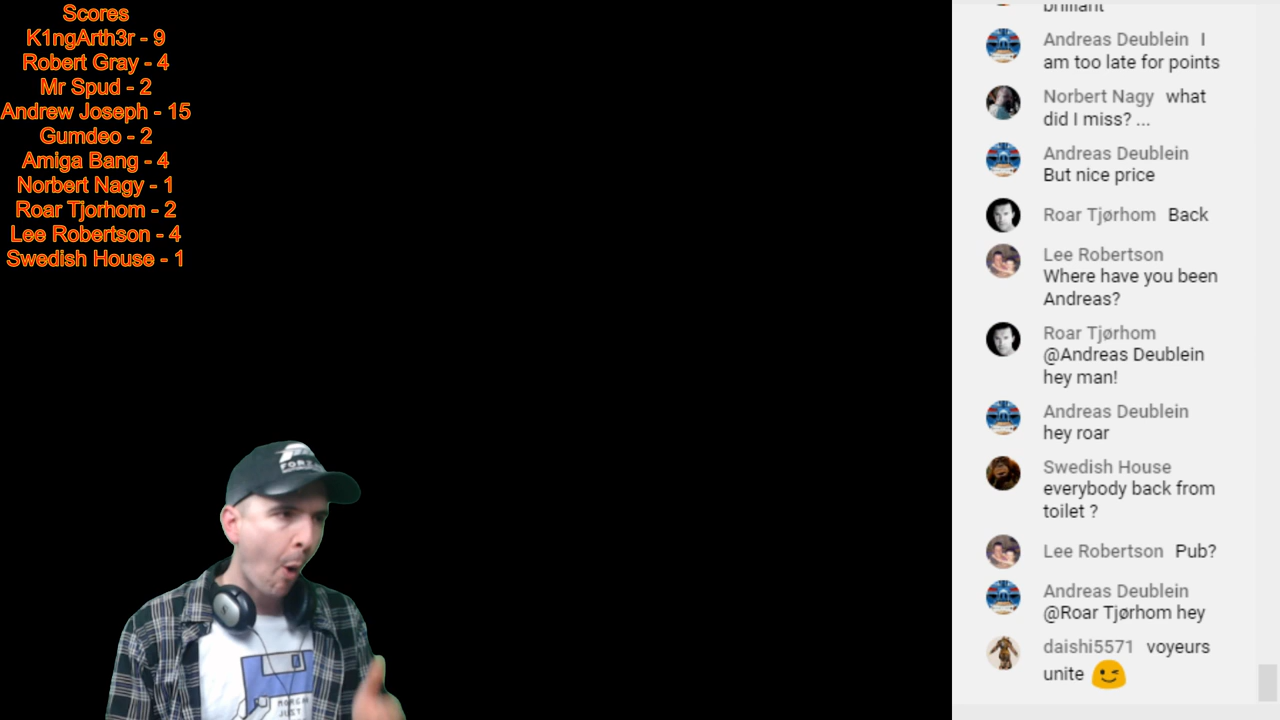 Scores
K1ngArth3r - 9
Robert Gray - 4
Mr Spud - 2
Andrew Joseph - 15
Gumdeo - 2
Amiga Bang - 4
Norbert Nagy - 1
Roar Tjorhom - 2
Lee Robertson - 4
Swedish House - 1
brilliant
Andreas Deublein I
am too late for points
Norbert Nagy what
did I miss? ...
Andreas Deublein
But nice price
Roar Tjørhom Back
Lee Robertson
Where have you been
Andreas?
Roar Tjørhom
@Andreas Deublein
hey man!
Andreas Deublein
hey roar
Swedish House
everybody back from
toilet ?
Lee Robertson Pub?
Andreas Deublein
@Roar Tjørhom hey
daishi5571 voyeurs
unite
FORZA
MORE
JUST